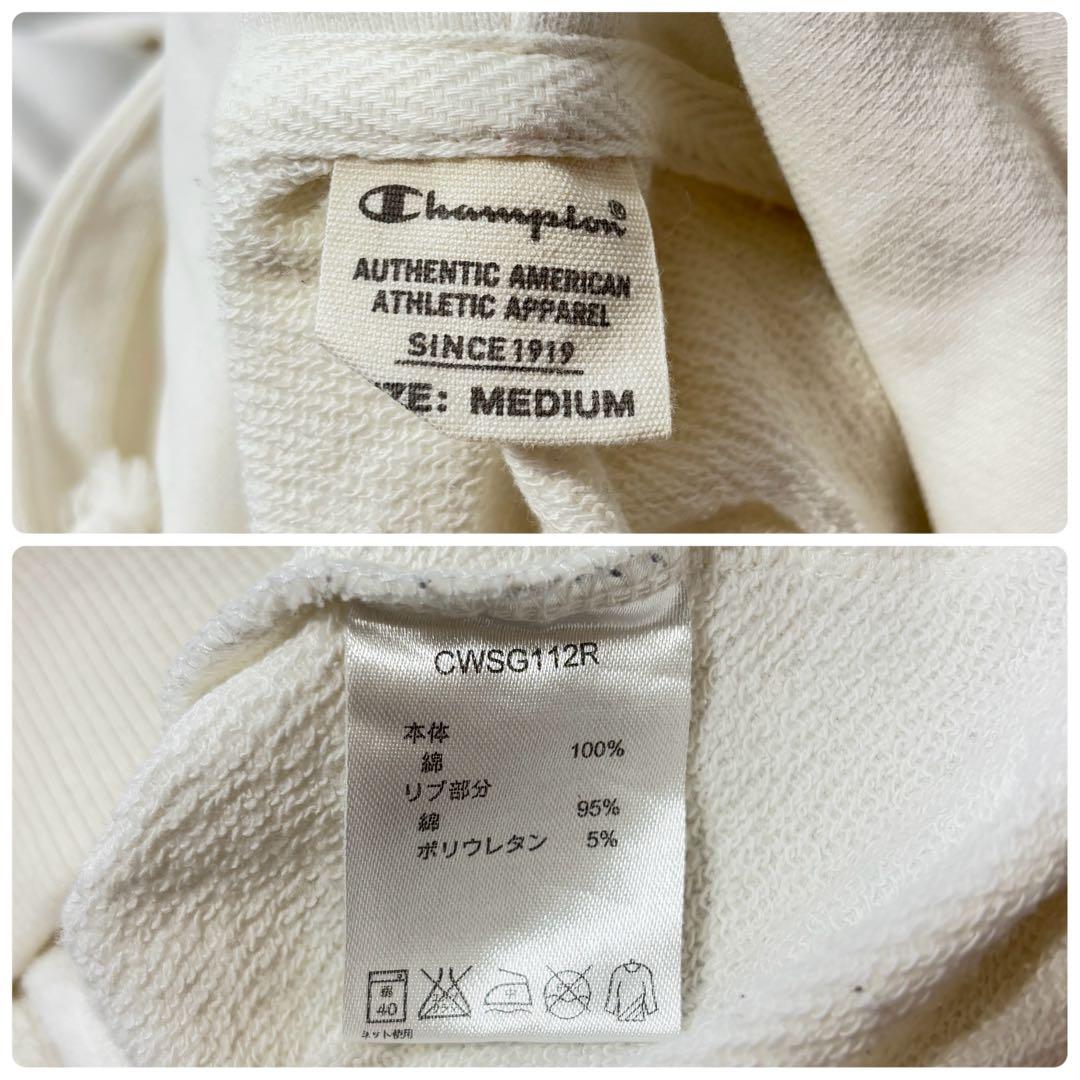 Champion®
AUTHENTIC AMERICAN
ATHLETIC APPAREL
SINCE 1919
ZE: MEDIUM
CWSG112R
本体
綿 100%
リブ部分
綿 95%
ポリウレタン 5%
弱
40
ネット使用